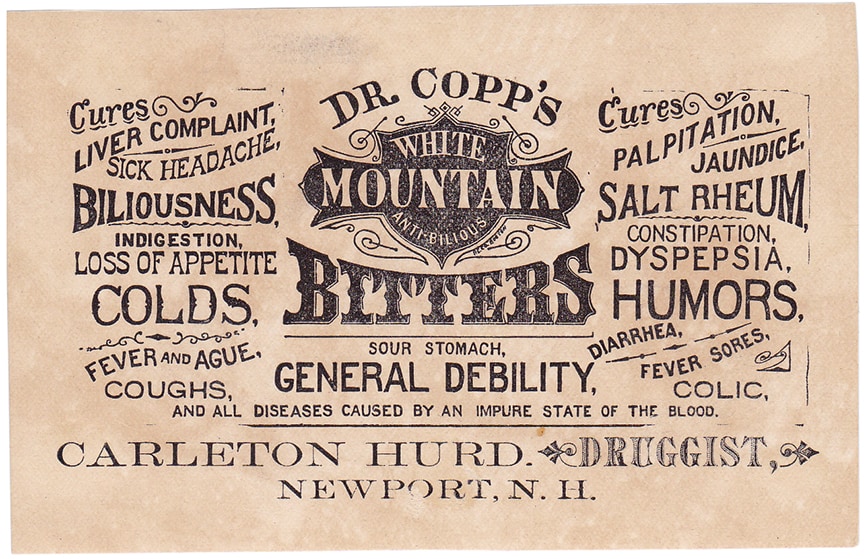 Cures
LIVER COMPLAINT,
SICK HEADACHE,
BILIOUSNESS,
INDIGESTION,
LOSS OF APPETITE
COLDS,
FEVER AND AGUE,
COUGHS,
DR. COPP'S
WHITE
MOUNTAIN
ANTI-BILIOUS
BITTERS
SOUR STOMACH,
GENERAL DEBILITY,
Cures
PALPITATION,
JAUNDICE,
SALT RHEUM,
CONSTIPATION,
DYSPEPSIA,
HUMORS,
DIARRHEA,
FEVER SORES,
COLIC,
AND ALL DISEASES CAUSED BY AN IMPURE STATE OF THE BLOOD.
CARLETON HURD. DRUGGIST,
NEWPORT, N. H.